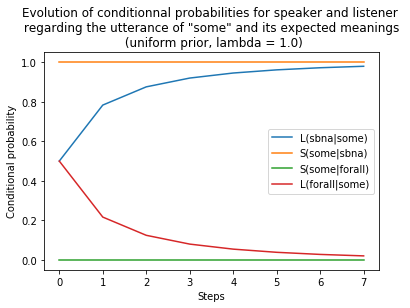 Evolution of conditionnal probabilities for speaker and listener
regarding the utterance of "some" and its expected meanings
(uniform prior, lambda = 1.0)
Conditional probability
1.0
0.8
0.6
0.4
0.2
0.0
L(sbna|some)
S(some|sbna)
S(some|forall)
L(forall|some)
0 1 2 3 4 5 6 7
Steps